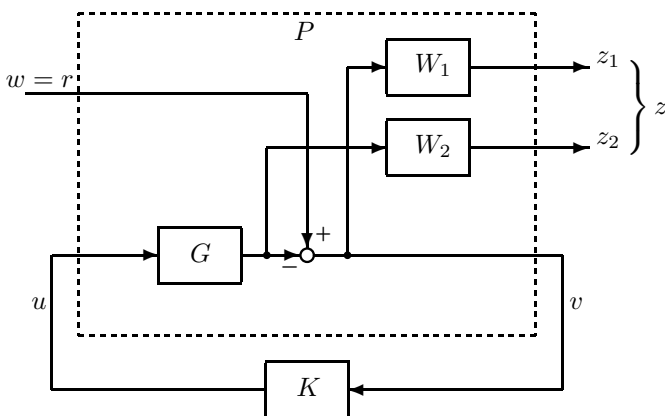 P
W₁
z₁
w = r
z
W₂
z₂
+
G
−
u
v
K